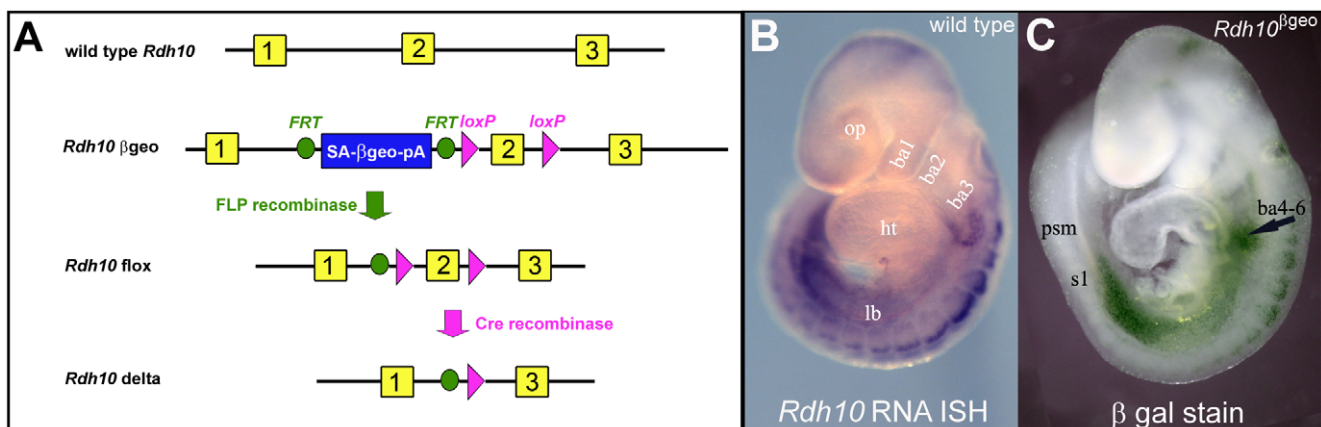 A
wild type Rdh10
1 2 3
Rdh10 βgeo
FRT FRT loxP loxP
1 SA-βgeo-pA 2 3
FLP recombinase
Rdh10 flox
1 2 3
Cre recombinase
Rdh10 delta
1 3
B
wild type
op
ba1
ba2
ba3
ht
lb
Rdh10 RNA ISH
C
Rdh10βgeo
ba4-6
psm
s1
β gal stain